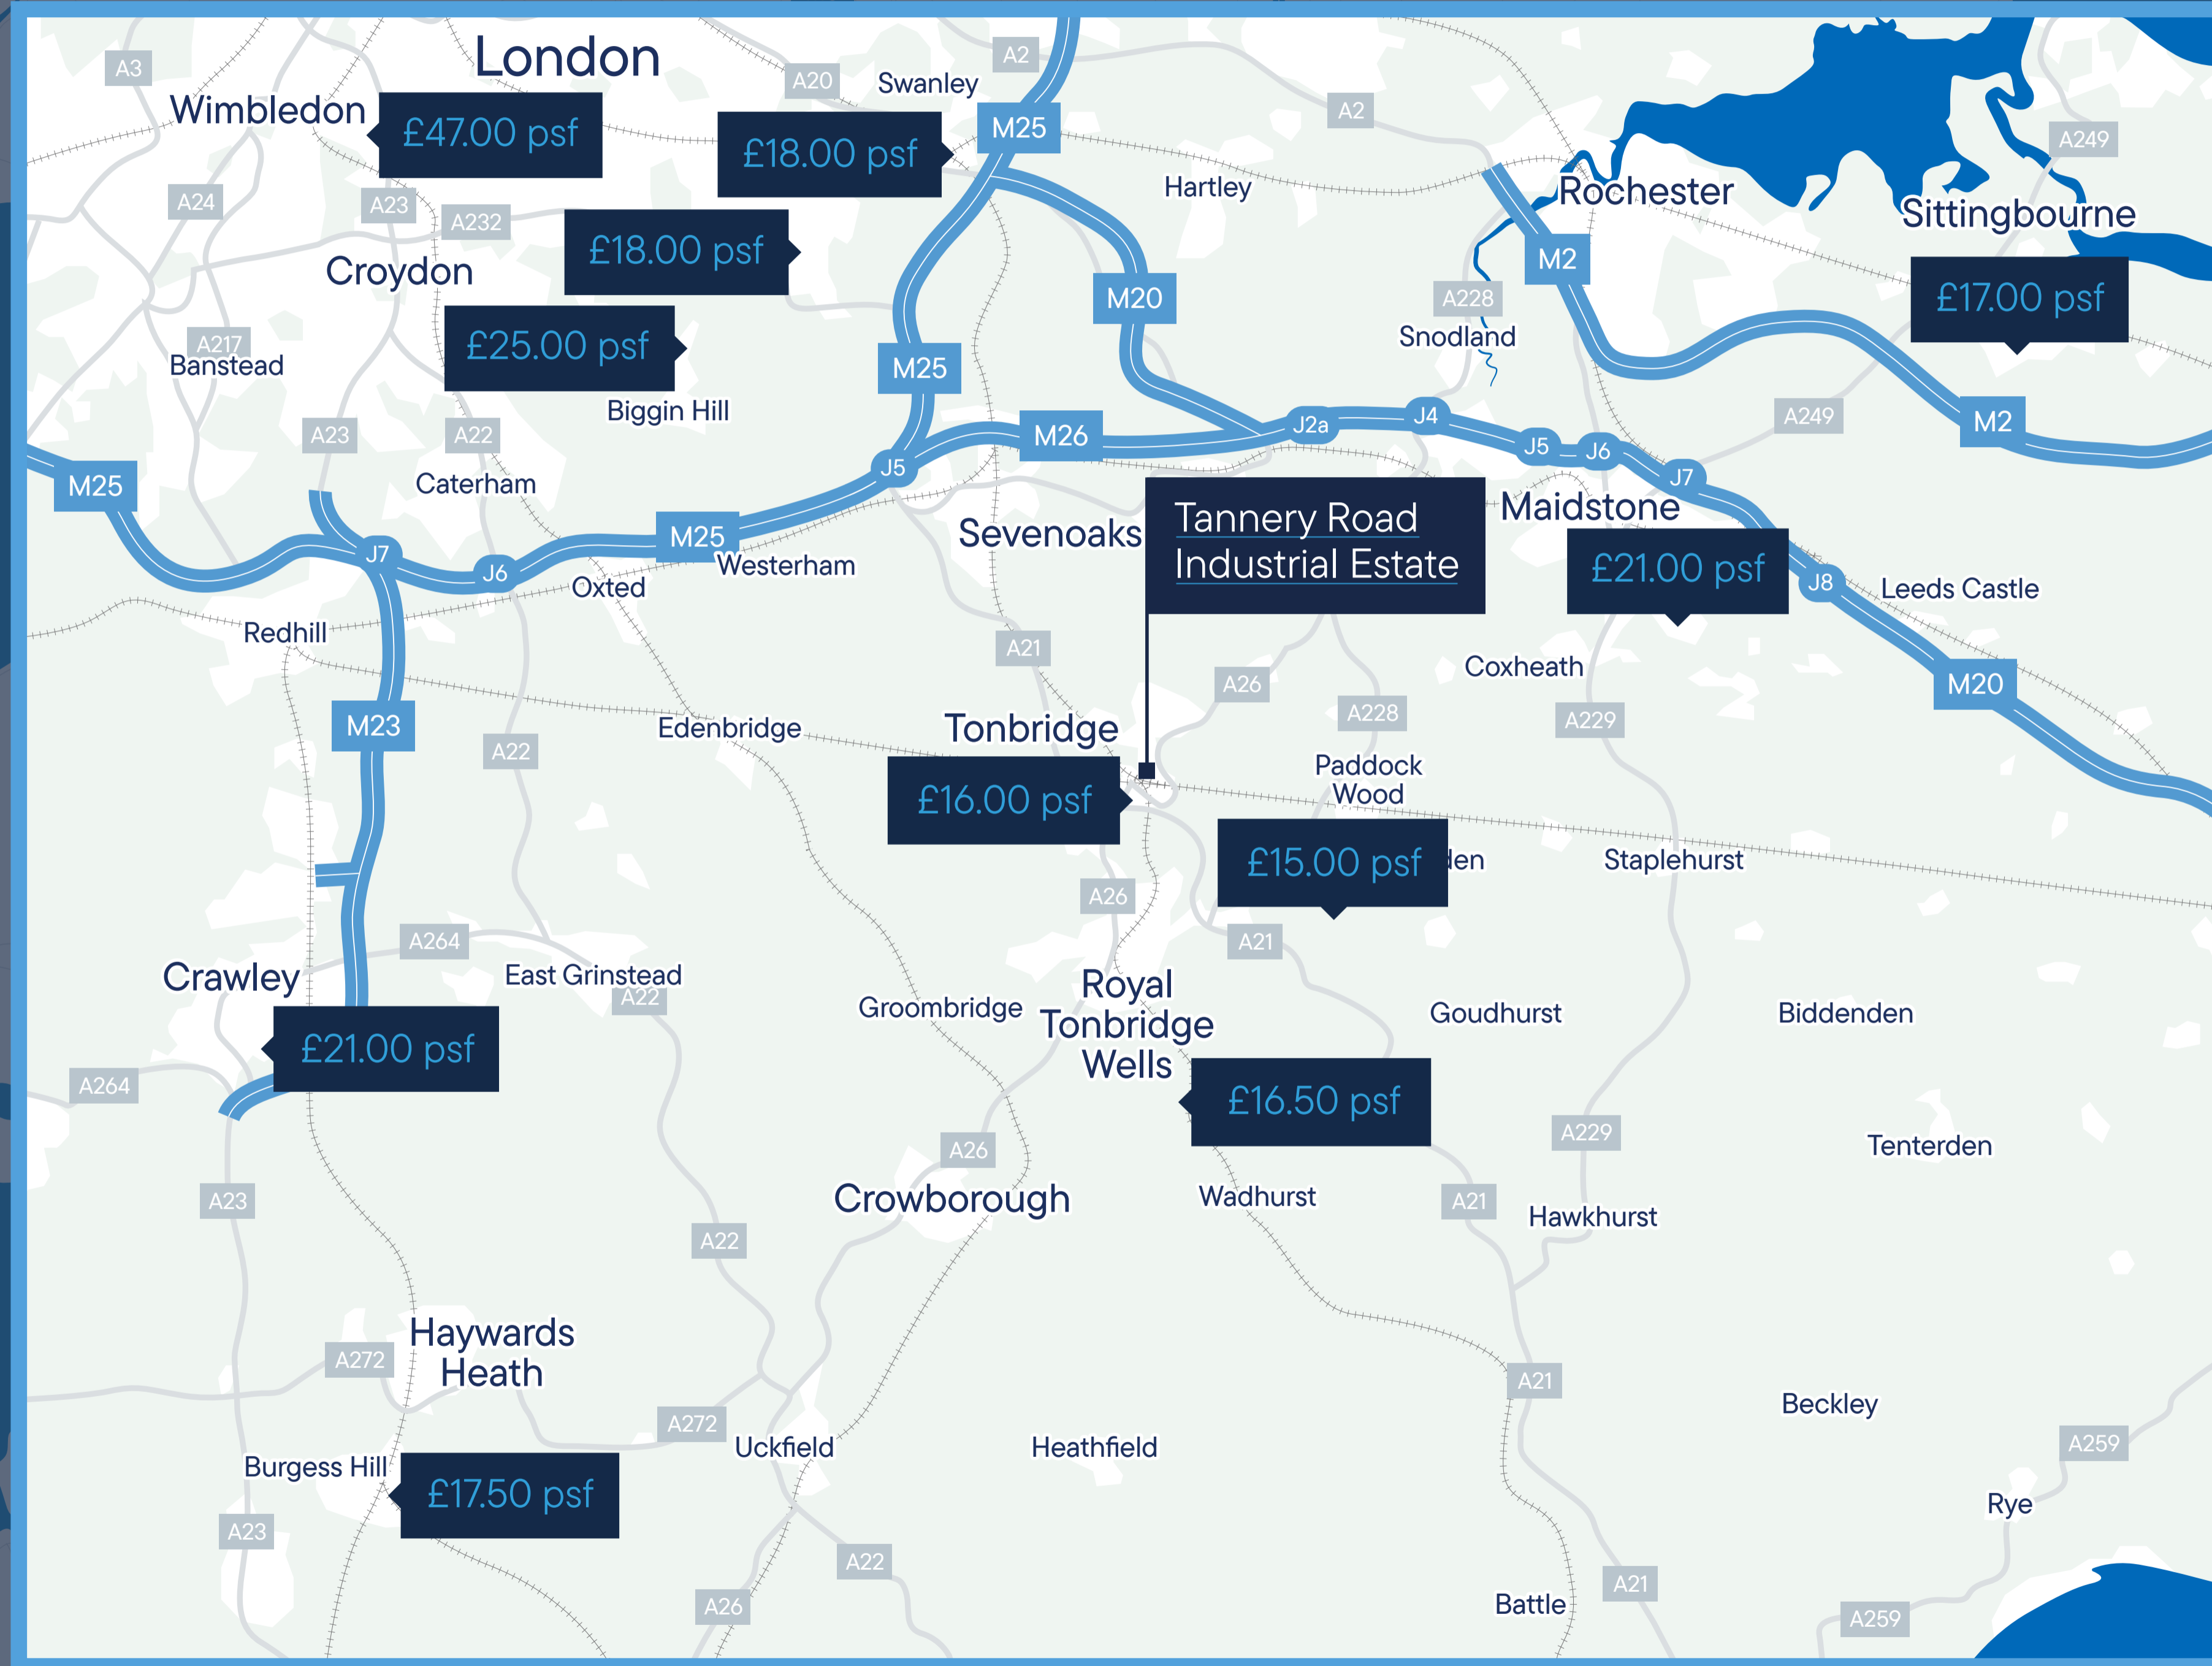 London
A3
A2
A20
Swanley
Wimbledon
£47.00 psf
£18.00 psf
M25
A2
A249
Hartley
Rochester
A24
A23
A232
Sittingbourne
£18.00 psf
M2
Croydon
M20
A228
£17.00 psf
A217
Banstead
£25.00 psf
Snodland
M25
Biggin Hill
A23
A22
M26
J2a
J4
A249
M2
J5
J5
J6
J7
M25
Caterham
J5
Maidstone
Tannery Road
Industrial Estate
Sevenoaks
M25
Westerham
J7
J6
Oxted
£21.00 psf
J8
Leeds Castle
Redhill
A21
A26
Coxheath
M20
M23
A22
Edenbridge
Tonbridge
A228
A229
Paddock
Wood
£16.00 psf
£15.00 psf
den
Staplehurst
A26
A264
A21
Crawley
East Grinstead
A22
Groombridge
Royal
Tonbridge
Wells
Goudhurst
Biddenden
£21.00 psf
A264
£16.50 psf
A26
A229
Tenterden
A23
Crowborough
Wadhurst
A21
Hawkhurst
A22
Haywards
Heath
A272
A21
Beckley
A272
Uckfield
Heathfield
A259
Burgess Hill
£17.50 psf
Rye
A23
A22
A26
A21
Battle
A259